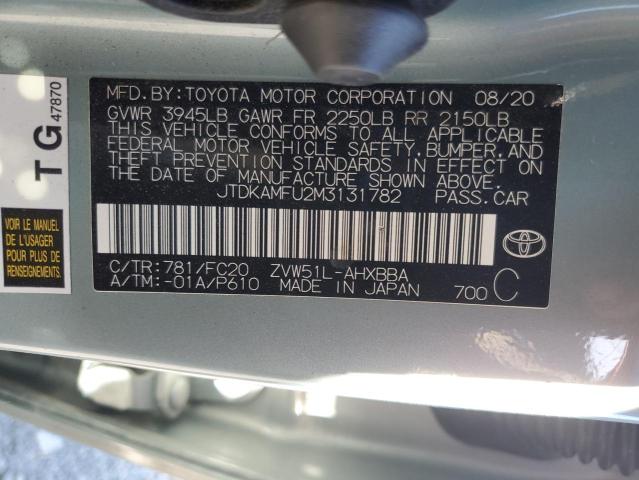 MFD. BY: TOYOTA MOTOR CORPORATION 08/20
GVWR 3945LB GAWR FR 2250LB RR 2150LB
THIS VEHICLE CONFORMS TO ALL APPLICABLE
FEDERAL MOTOR VEHICLE SAFETY, BUMPER, AND
THEFT PREVENTION STANDARDS IN EFFECT ON
THE DATE OF MANUFACTURE SHOWN ABOVE.
JTDKAMFU2M3131782 PASS.CAR
C/TR: 781/FC20 ZVW51L-AHXBBA
A/TM:-01A/P610 MADE IN JAPAN 700 C
TG 47870
VOIR LE MANUEL
DE L'USAGER
POUR PLUS